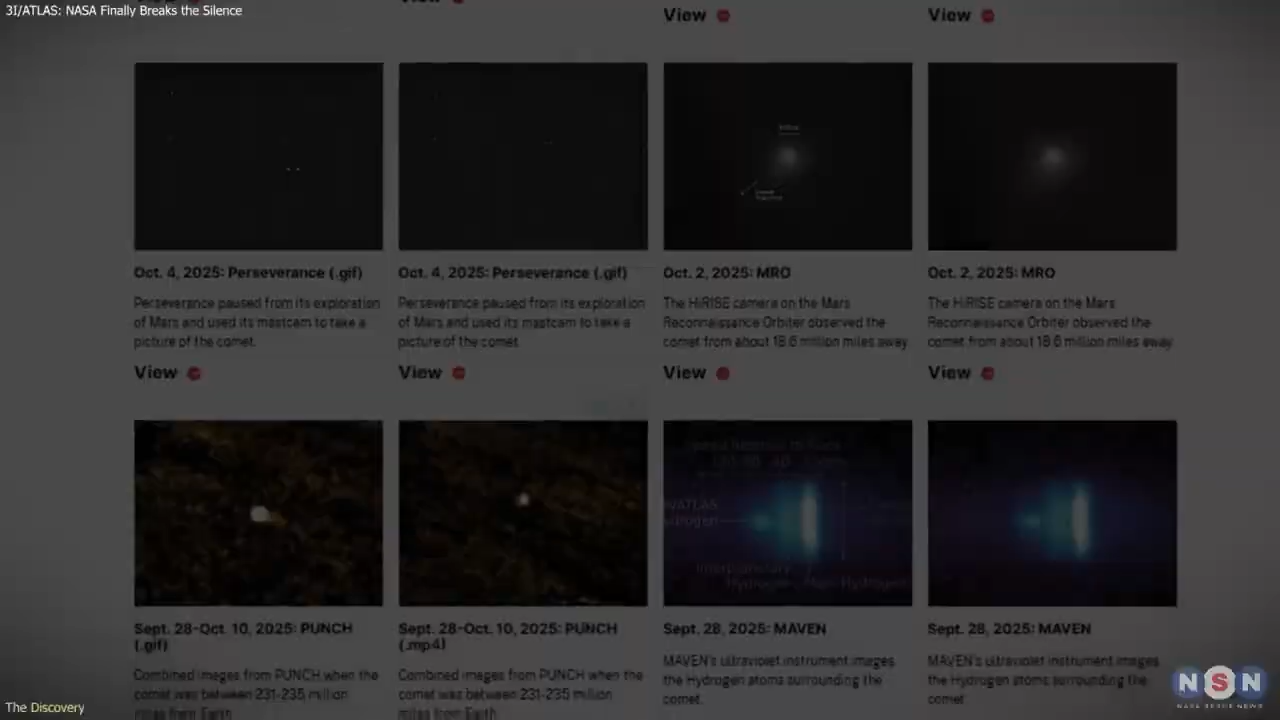 3I/ATLAS: NASA Finally Breaks the Silence
View
View
Oct. 4, 2025: Perseverance (.gif)
Perseverance paused from its exploration
of Mars and used its mastcam to take a
picture of the comet.
View
Oct. 4, 2025: Perseverance (.gif)
Perseverance paused from its exploration
of Mars and used its mastcam to take a
picture of the comet.
View
Oct. 2, 2025: MRO
The HiRISE camera on the Mars
Reconnaissance Orbiter observed the
comet from about 18.6 million miles away
View
Oct. 2, 2025: MRO
The HiRISE camera on the Mars
Reconnaissance Orbiter observed the
comet from about 18.6 million miles away
View
Sept. 28-Oct. 10, 2025: PUNCH
(.gif)
Combined images from PUNCH when the
comet was between 231-235 million
miles from Earth.
Sept. 28-Oct. 10, 2025: PUNCH
(.mp4)
Combined images from PUNCH when the
comet was between 231-235 million
miles from Earth.
/ATLAS
Interplanetary
Hydrogen Hydrogen
Sept. 28, 2025: MAVEN
MAVEN's ultraviolet instrument images
the Hydrogen atoms surrounding the
comet.
Sept. 28, 2025: MAVEN
MAVEN's ultraviolet instrument images
the Hydrogen atoms surrounding the
comet.
The Discovery
NSN